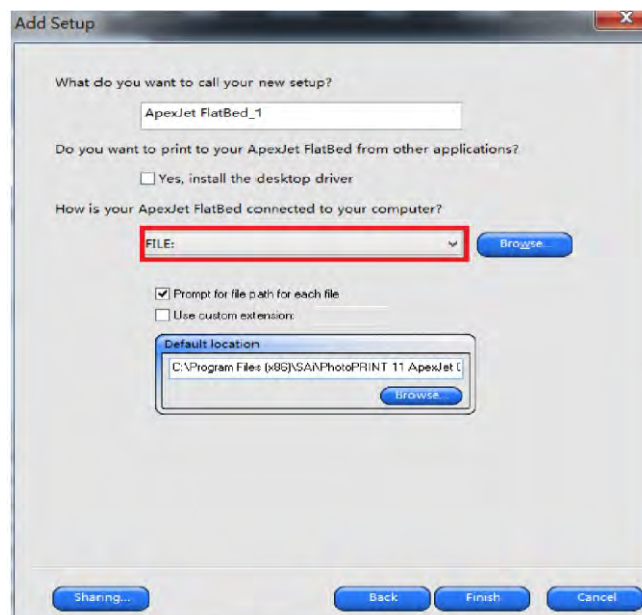 Add Setup
What do you want to call your new setup?
ApexJet FlatBed_1
Do you want to print to your ApexJet FlatBed from other applications?
Yes, install the desktop driver
How is your ApexJet FlatBed connected to your computer?
FILE: Browse...
Prompt for file path for each file
Use custom extension:
Default location
C:\Program Files (x86)\SAi\PhotoPRINT 11 ApexJet
Browse...
Sharing... Back Finish Cancel